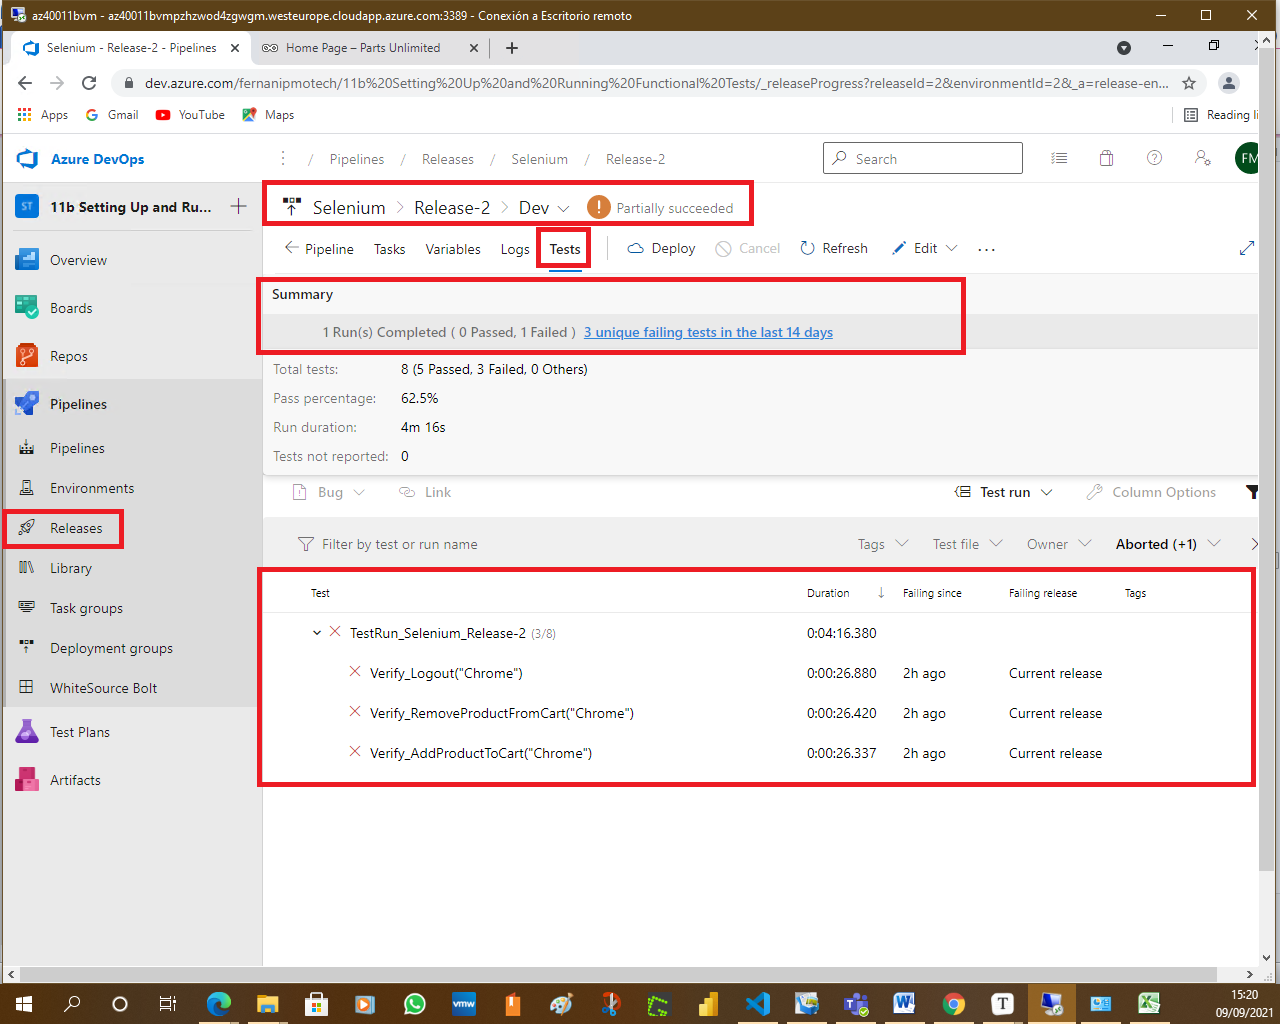 az40011bvm - az40011bvmpzhzwod4zgwgm.westeurope.cloudapp.azure.com:3389 - Conexión a Escritorio remoto
Selenium - Release-2 - Pipelines
Home Page – Parts Unlimited
dev.azure.com/fernanipmotech/11b%20Setting%20Up%20and%20Running%20Functional%20Tests/_releaseProgress?releaseId=2&environmentId=2&_a=release-en...
Apps
Gmail
YouTube
Maps
Reading li
Azure DevOps
/ Pipelines / Releases / Selenium / Release-2
Search
FM
ST
11b Setting Up and Ru...
Selenium > Release-2 > Dev
Partially succeeded
Pipeline
Tasks
Variables
Logs
Tests
Deploy
Cancel
Refresh
Edit
Overview
Boards
Repos
Pipelines
Pipelines
Environments
Releases
Library
Task groups
Deployment groups
WhiteSource Bolt
Test Plans
Artifacts
Summary
1 Run(s) Completed ( 0 Passed, 1 Failed ) 3 unique failing tests in the last 14 days
Total tests: 8 (5 Passed, 3 Failed, 0 Others)
Pass percentage: 62.5%
Run duration: 4m 16s
Tests not reported: 0
Bug
Link
Test run
Column Options
Filter by test or run name
Tags
Test file
Owner
Aborted (+1)
Test Duration Failing since Failing release Tags
TestRun_Selenium_Release-2 (3/8) 0:04:16.380
Verify_Logout("Chrome") 0:00:26.880 2h ago Current release
Verify_RemoveProductFromCart("Chrome") 0:00:26.420 2h ago Current release
Verify_AddProductToCart("Chrome") 0:00:26.337 2h ago Current release
vmw
T
15:20
09/09/2021